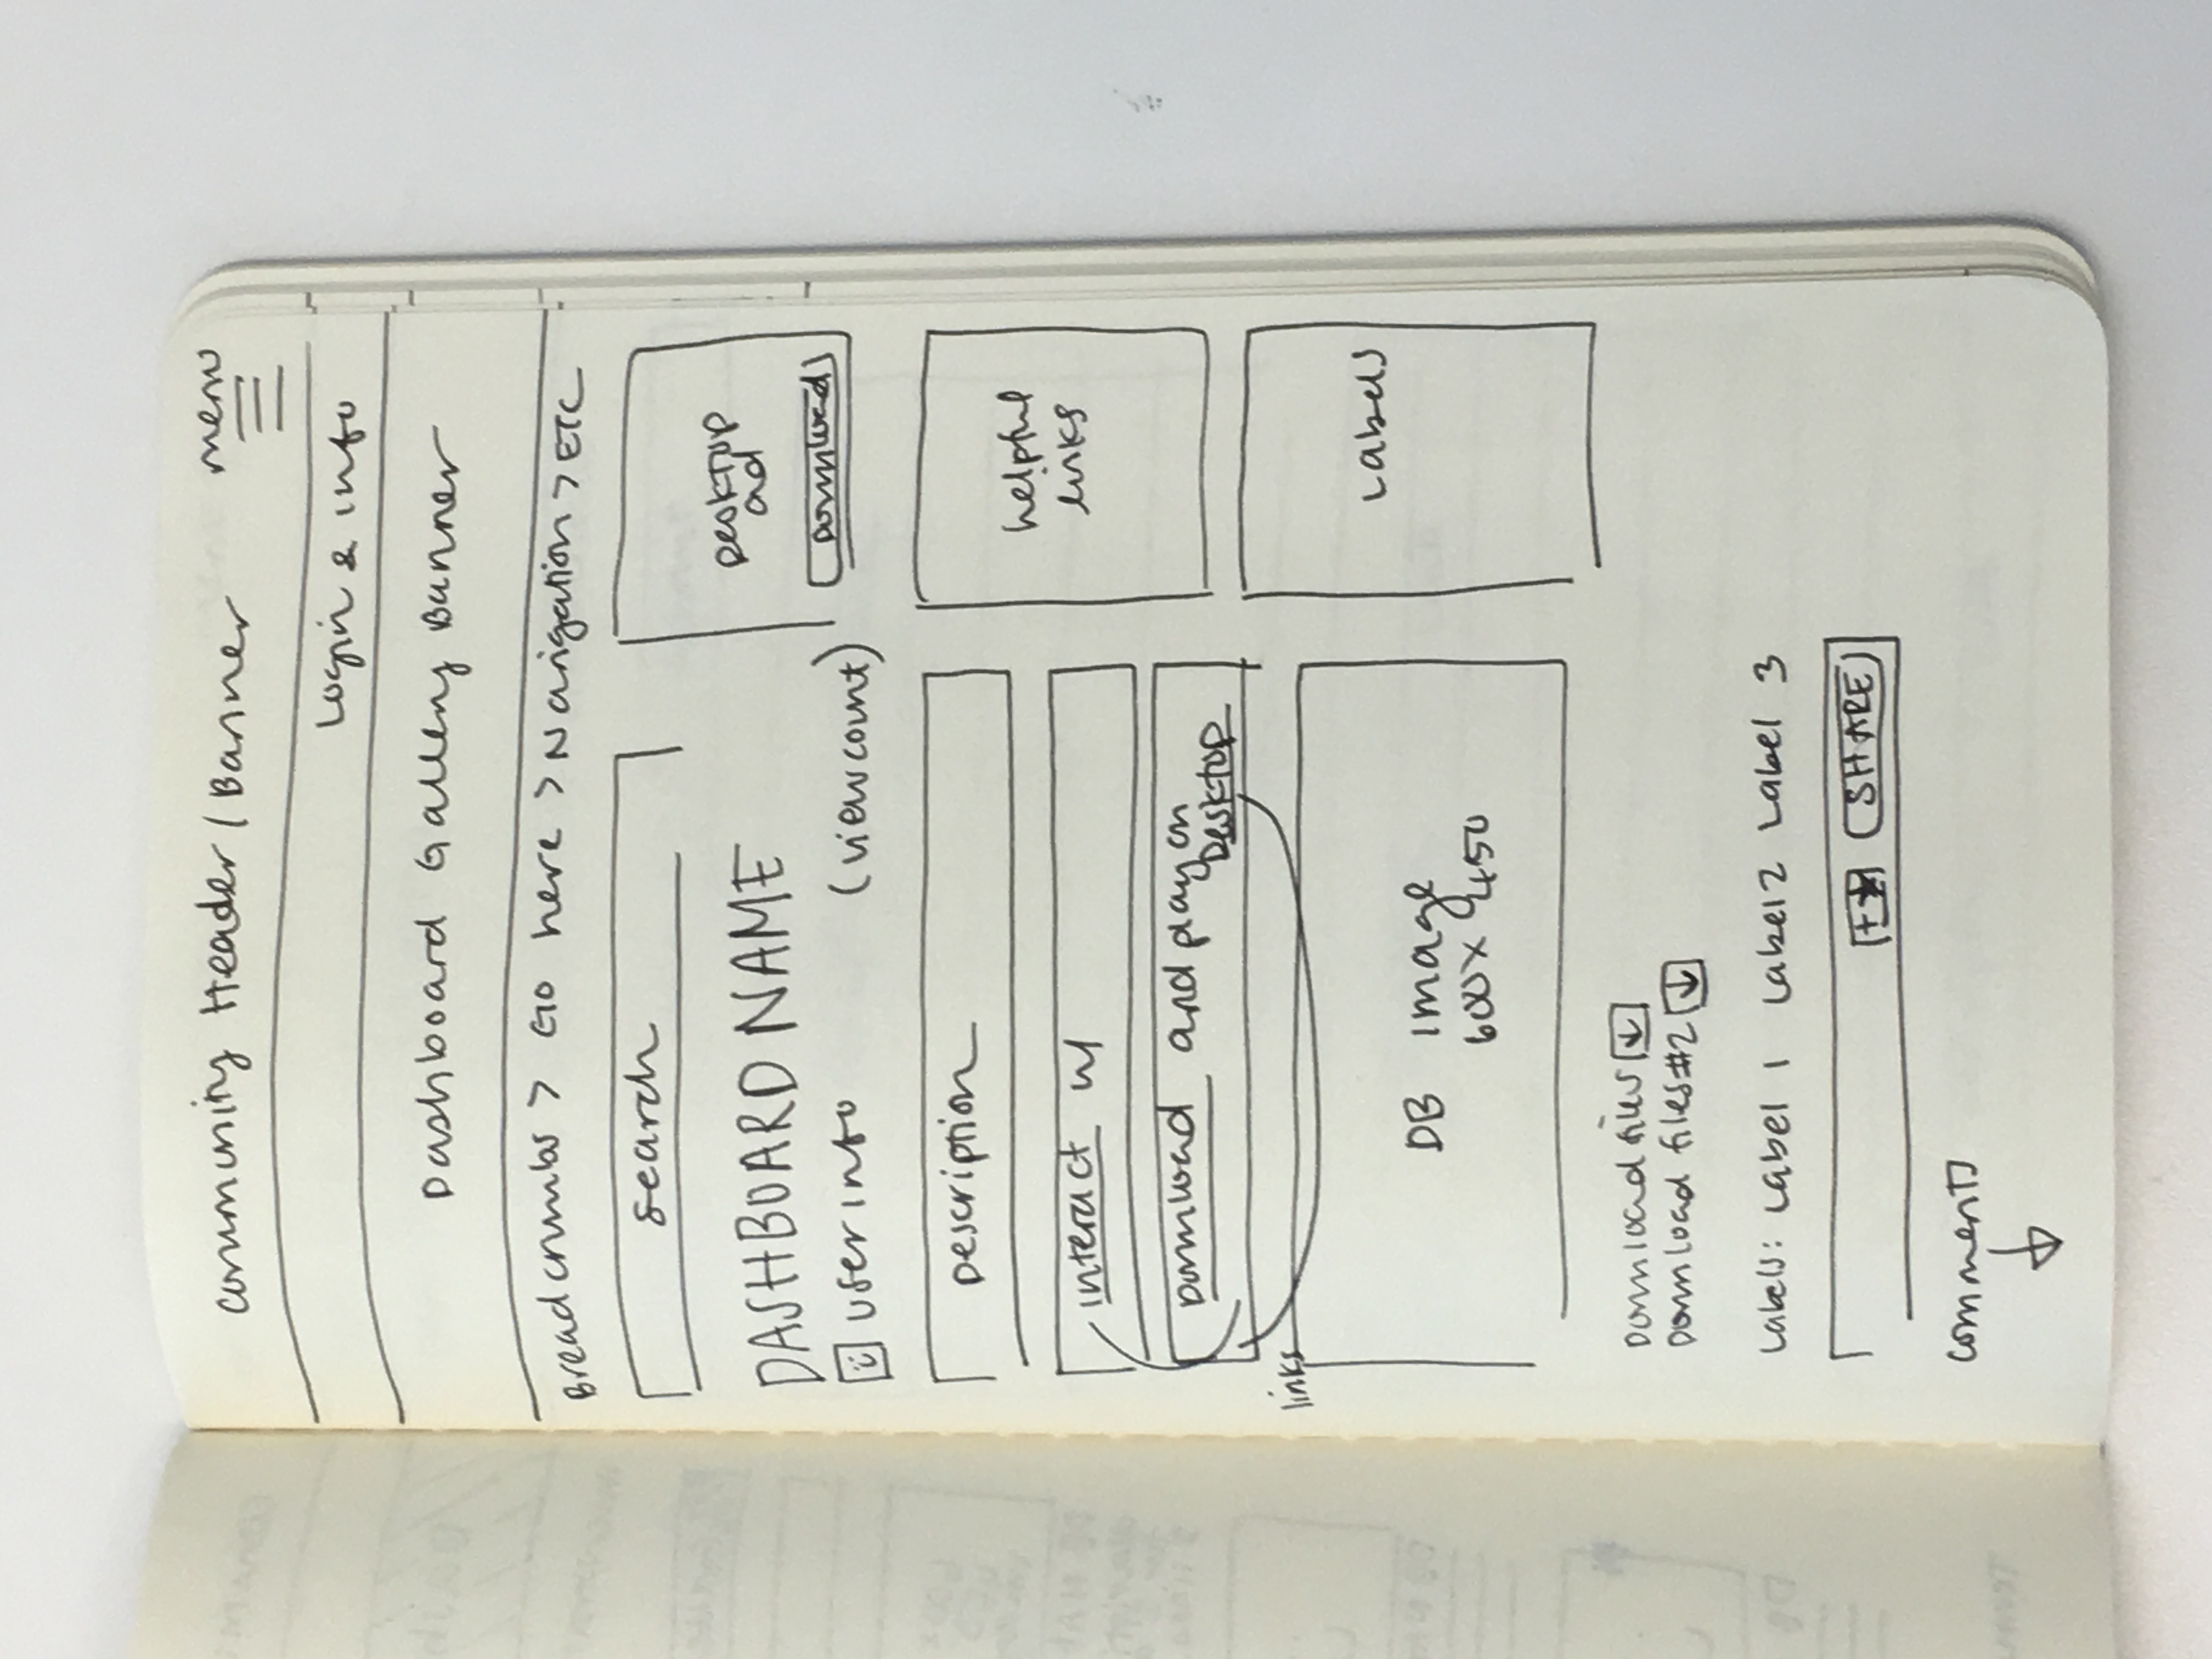 Community Header / Banner
menu
Login & Info
Dashboard Gallery Banner
Breadcrumbs > Go here > Navigation > ETC
search
DASHBOARD NAME
user info (viewcount)
Description
interact w/
Download and play on
Desktop
links
DB image
600 x 450
Download files
Download files #2
Labels: Label 1 Label 2 Label 3
+ SHARE
comments
Desktop
ad
Download
helpful
links
Labels